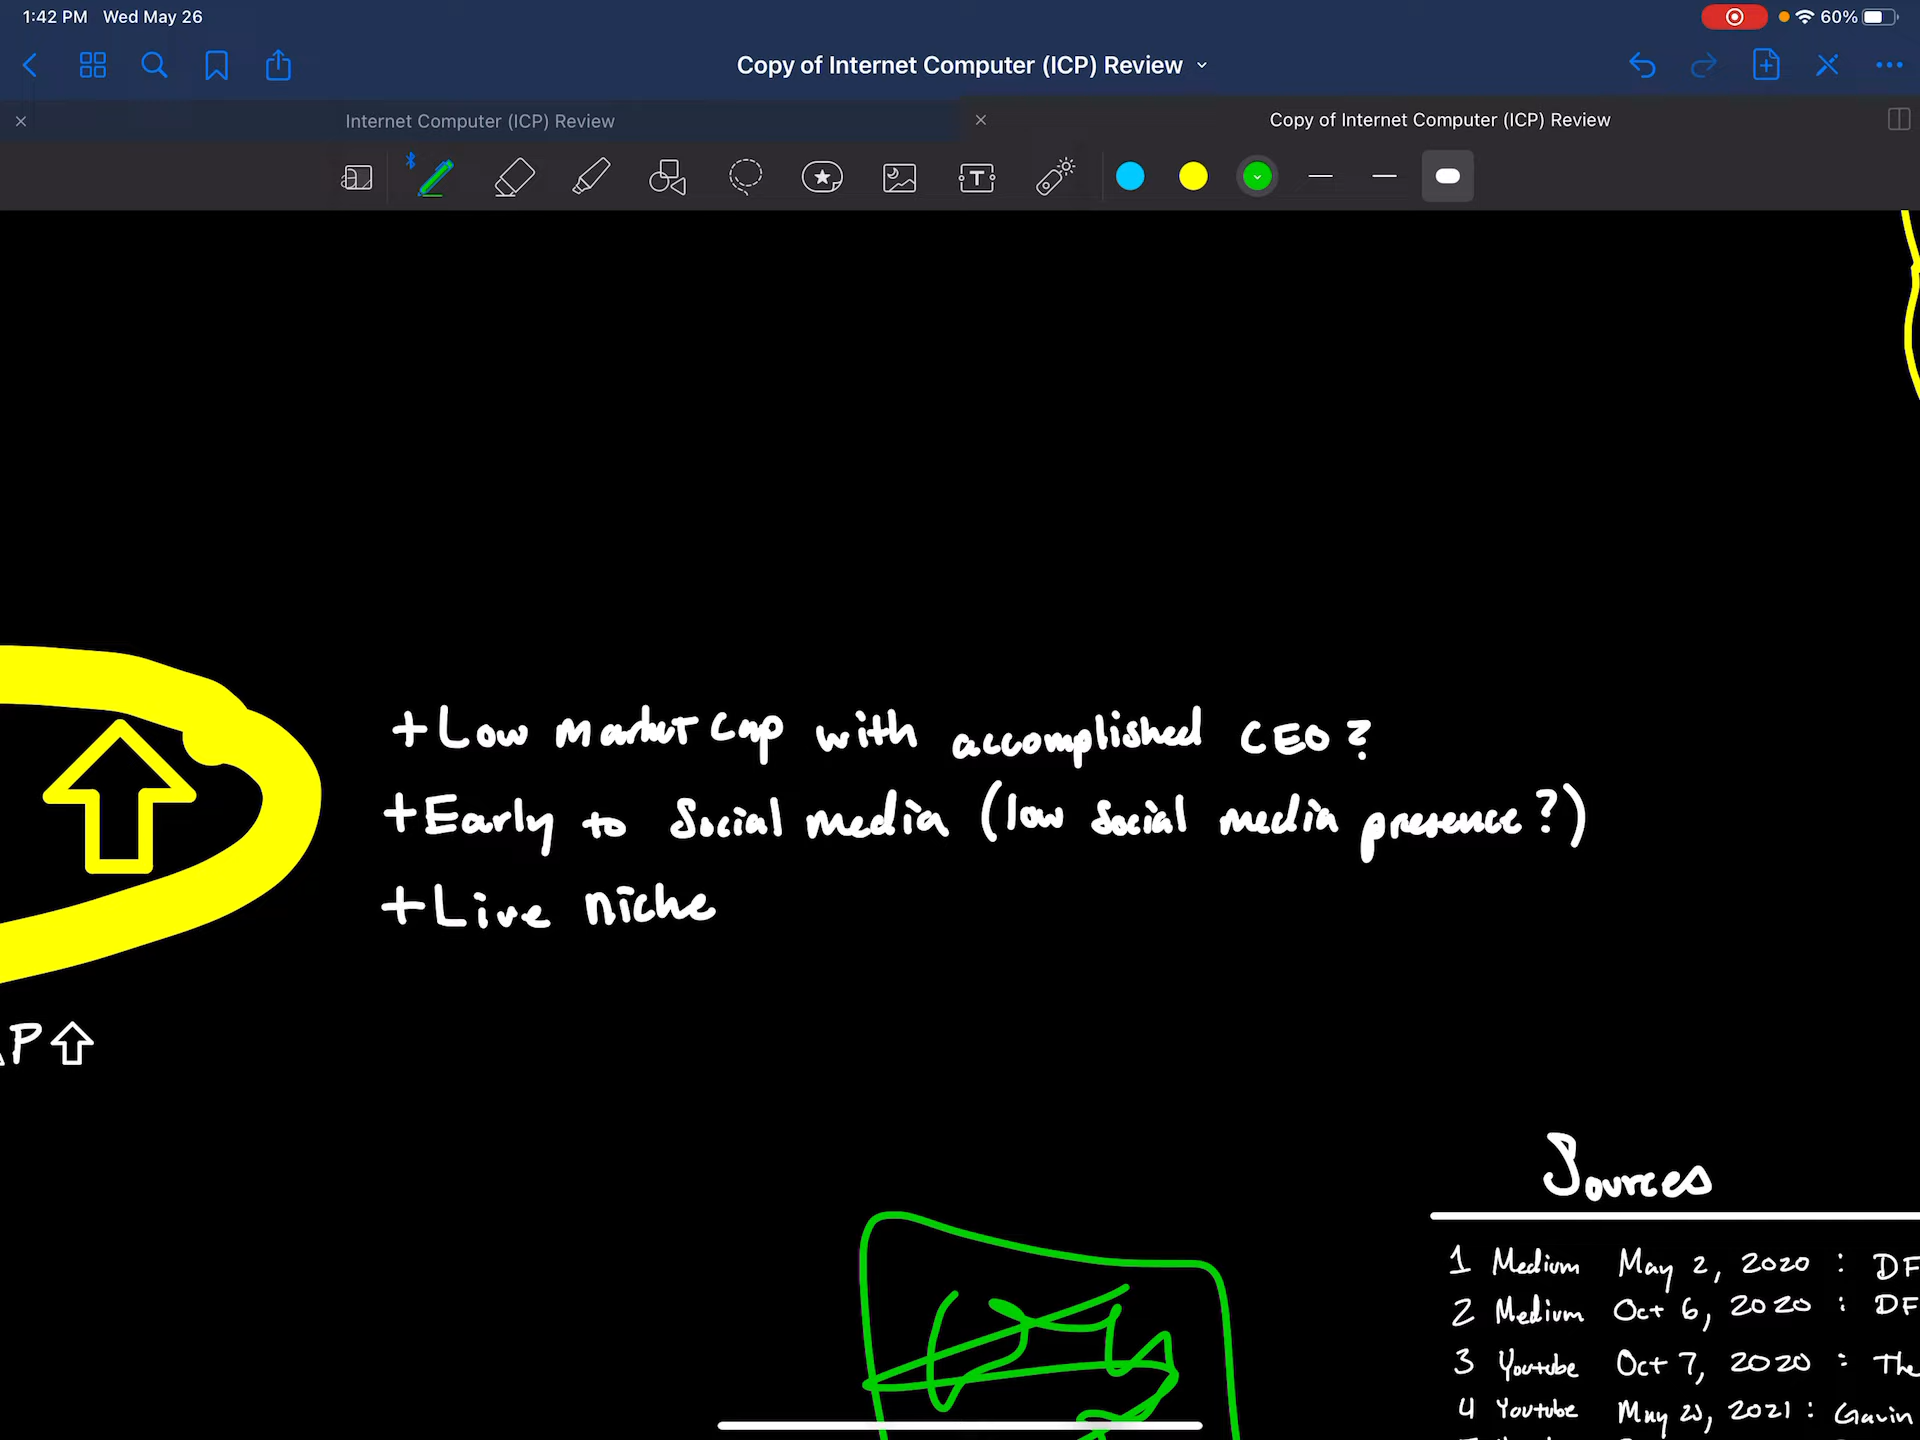 1:42 PM Wed May 26
60%
Copy of Internet Computer (ICP) Review
Internet Computer (ICP) Review
Copy of Internet Computer (ICP) Review
T
+ Low market cap with accomplished CEO?
+ Early to social media (low social media presence?)
+ Live niche
P
Sources
1 Medium May 2, 2020 : DF
2 Medium Oct 6, 2020 : DF
3 Youtube Oct 7, 2020 : The
4 Youtube May 2021 : Gavin